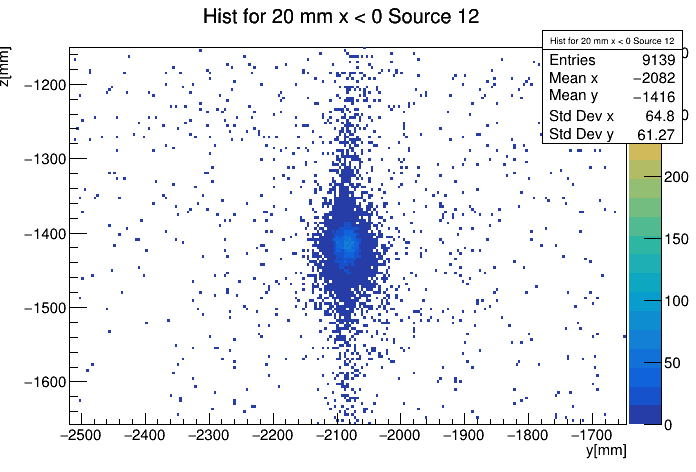 Hist for 20 mm x < 0 Source 12
z[mm]
Hist for 20 mm x < 0 Source 12
Entries 9139
Mean x −2082
Mean y −1416
Std Dev x 64.8
Std Dev y 61.27
−1200
−1300
−1400
−1500
−1600
200
150
100
50
0
−2500 −2400 −2300 −2200 −2100 −2000 −1900 −1800 −1700
y[mm]